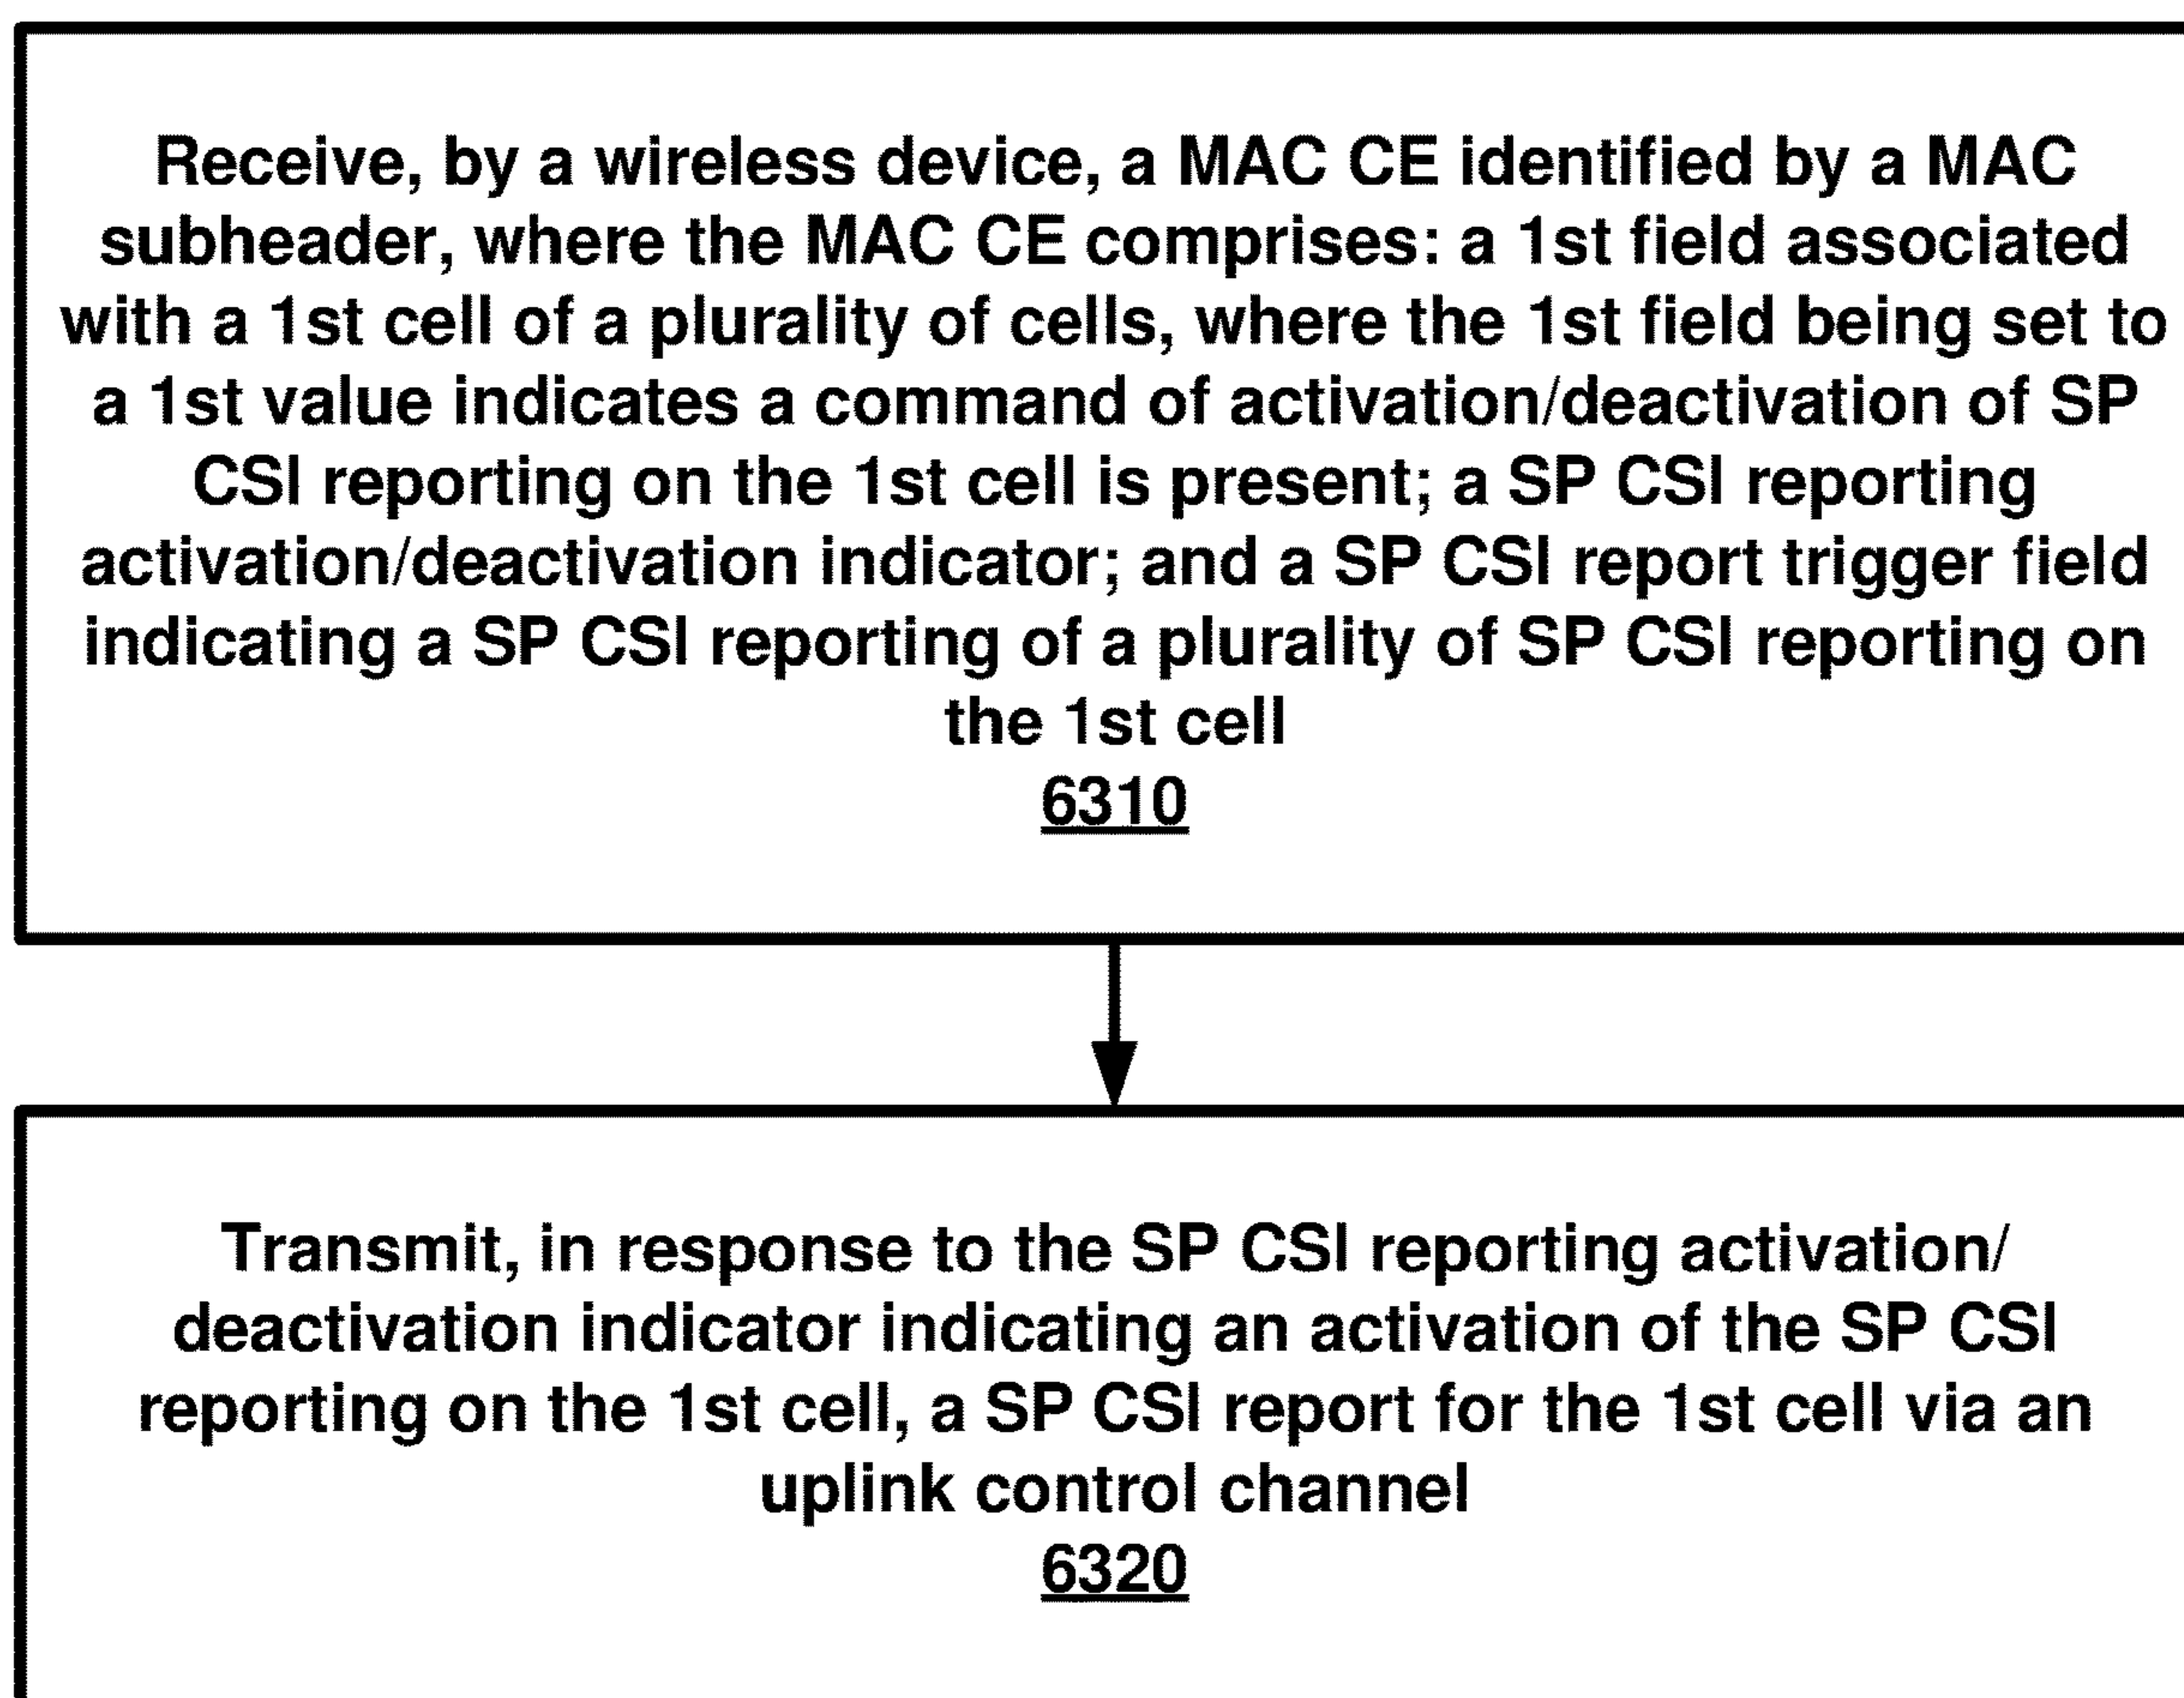 Receive, by a wireless device, a MAC CE identified by a MAC
subheader, where the MAC CE comprises: a 1st field associated
with a 1st cell of a plurality of cells, where the 1st field being set to
a 1st value indicates a command of activation/deactivation of SP
CSI reporting on the 1st cell is present; a SP CSI reporting
activation/deactivation indicator; and a SP CSI report trigger field
indicating a SP CSI reporting of a plurality of SP CSI reporting on
the 1st cell
6310
Transmit, in response to the SP CSI reporting activation/
deactivation indicator indicating an activation of the SP CSI
reporting on the 1st cell, a SP CSI report for the 1st cell via an
uplink control channel
6320